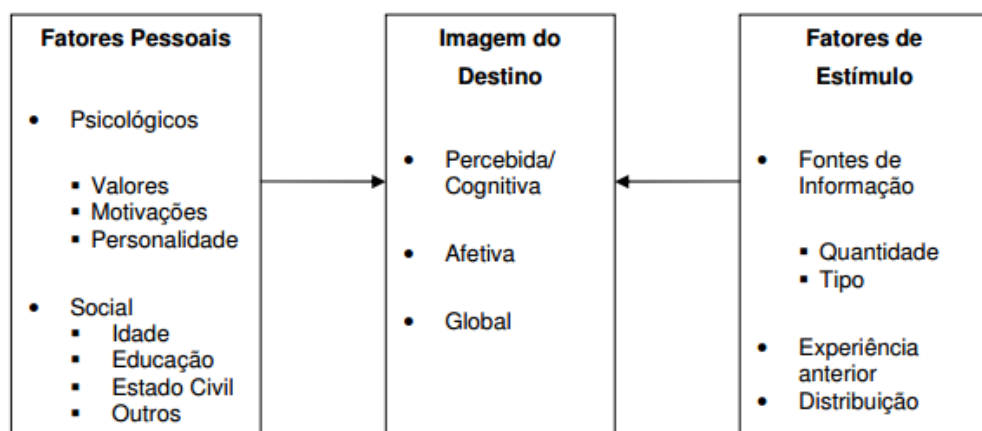 Fatores Pessoais
• Psicológicos
▪ Valores
▪ Motivações
▪ Personalidade
• Social
▪ Idade
▪ Educação
▪ Estado Civil
▪ Outros
Imagem do
Destino
• Percebida/
Cognitiva
• Afetiva
• Global
Fatores de
Estímulo
• Fontes de
Informação
▪ Quantidade
▪ Tipo
• Experiência
anterior
• Distribuição